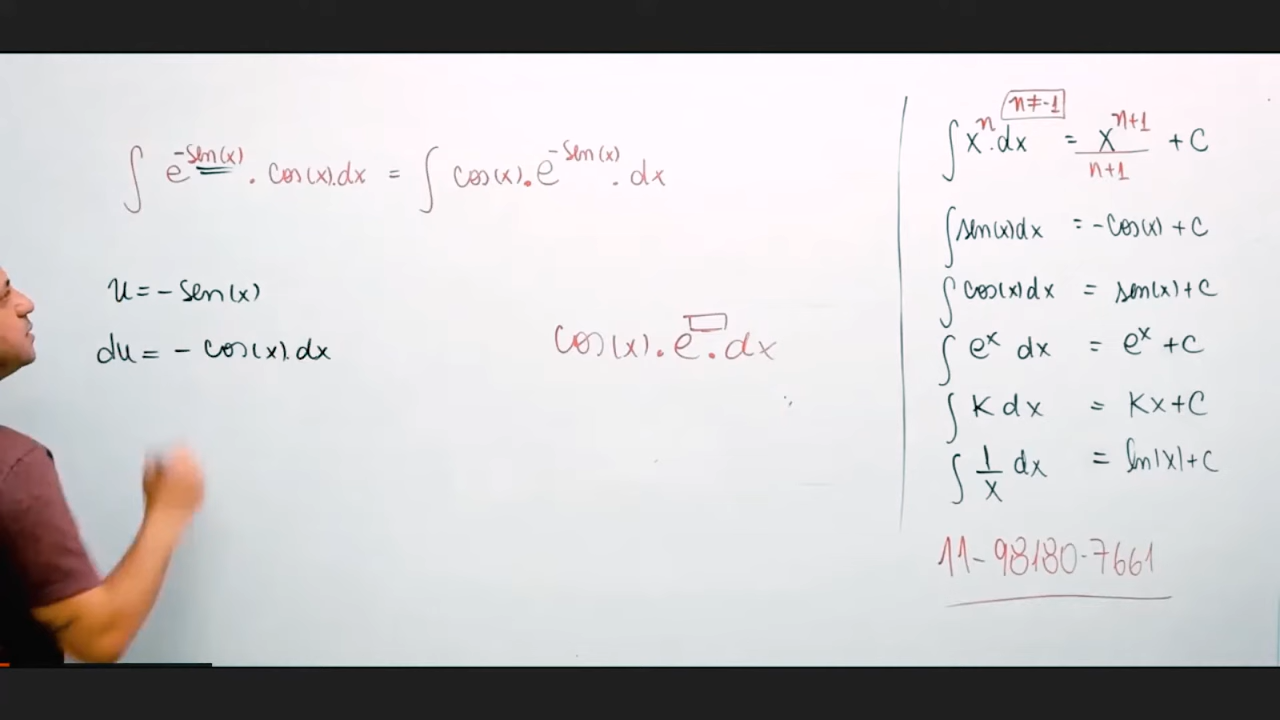 ∫ e^(-sen(x)) . cos(x).dx = ∫ cos(x).e^(-sen(x)) . dx
u = - sen(x)
du = - cos(x).dx
cos(x).e^□.dx
n≠-1
∫ x^n.dx = x^(n+1)/(n+1) + C
∫ sen(x)dx = -cos(x) + C
∫ cos(x)dx = sen(x) + C
∫ e^x dx = e^x + C
∫ K dx = Kx + C
∫ 1/x dx = ln|x| + C
11-98180-7661